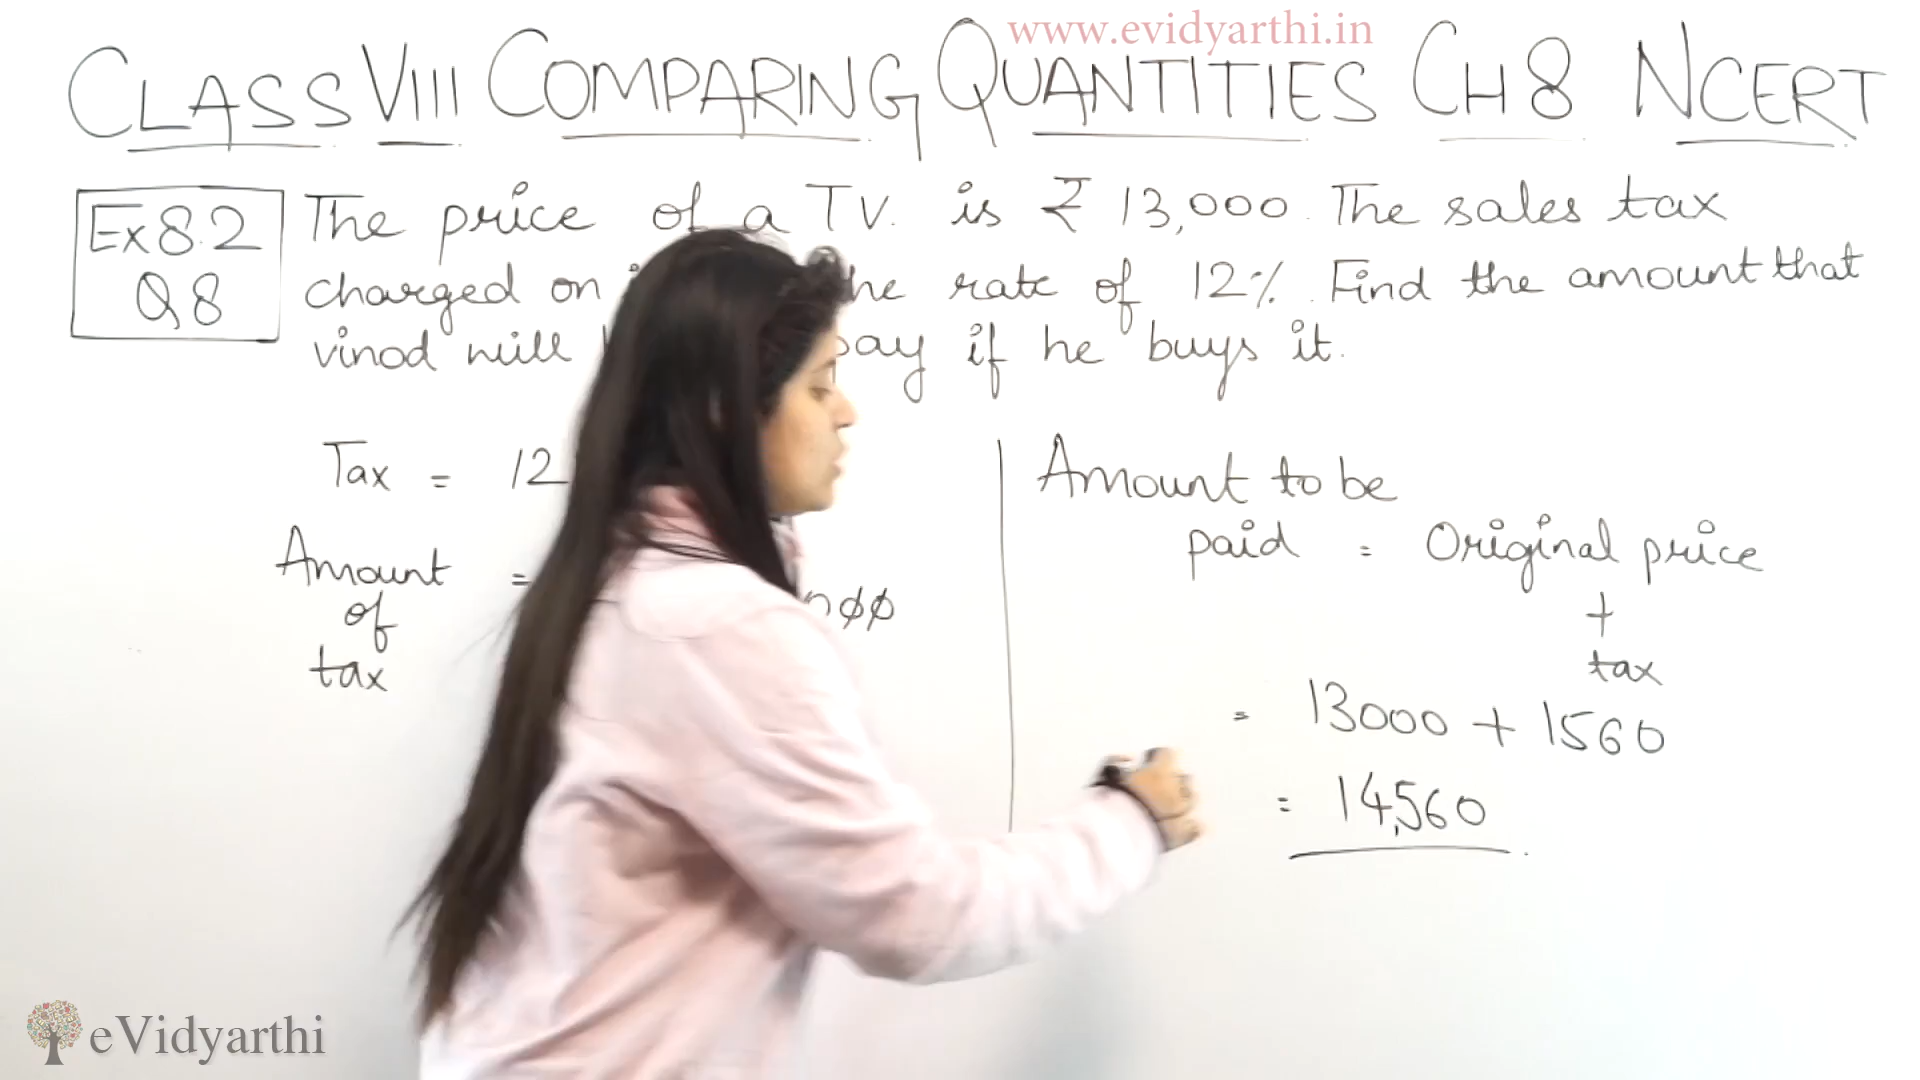 www.evidyarthi.in
CLASS VIII COMPARING QUANTITIES CH 8 NCERT
Ex 8.2
Q8
The price of a TV. is ₹ 13,000. The sales tax
charged on the rate of 12%. Find the amount that
vinod will pay if he buys it.
Tax = 12
Amount =
of
tax
Amount to be
paid = Original price
+
tax
= 13000 + 1560
= 14,560
eVidyarthi